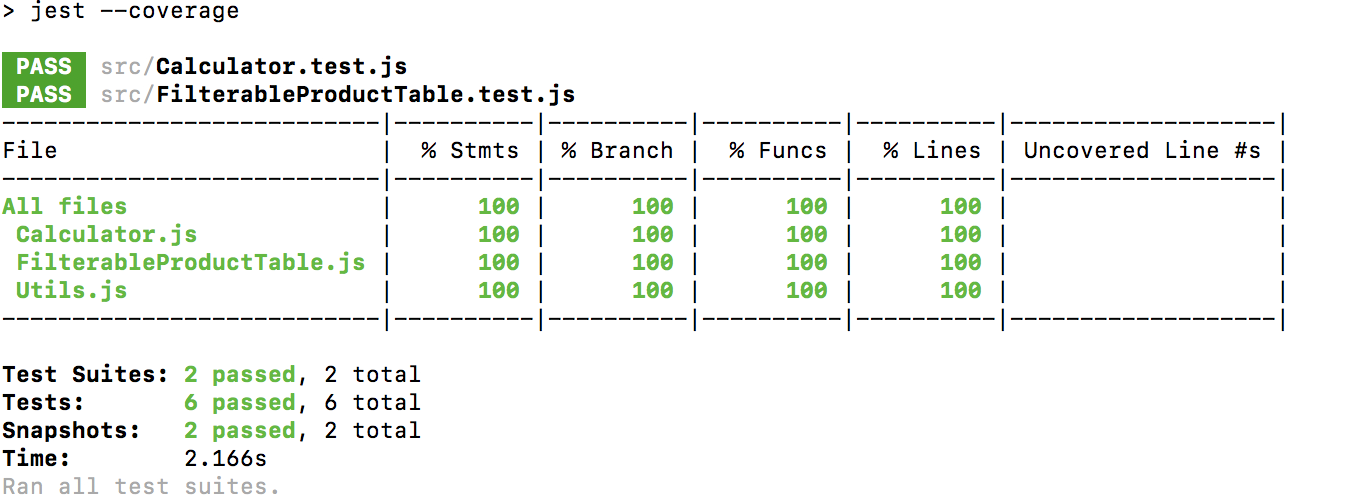 > jest --coverage
PASS src/Calculator.test.js
PASS src/FilterableProductTable.test.js
---------------------------|----------|----------|----------|----------|-------------------|
File                       |  % Stmts | % Branch |  % Funcs |  % Lines | Uncovered Line #s |
---------------------------|----------|----------|----------|----------|-------------------|
All files                  |      100 |      100 |      100 |      100 |                   |
 Calculator.js             |      100 |      100 |      100 |      100 |                   |
 FilterableProductTable.js |      100 |      100 |      100 |      100 |                   |
 Utils.js                  |      100 |      100 |      100 |      100 |                   |
---------------------------|----------|----------|----------|----------|-------------------|
Test Suites: 2 passed, 2 total
Tests:       6 passed, 6 total
Snapshots:   2 passed, 2 total
Time:        2.166s
Ran all test suites.